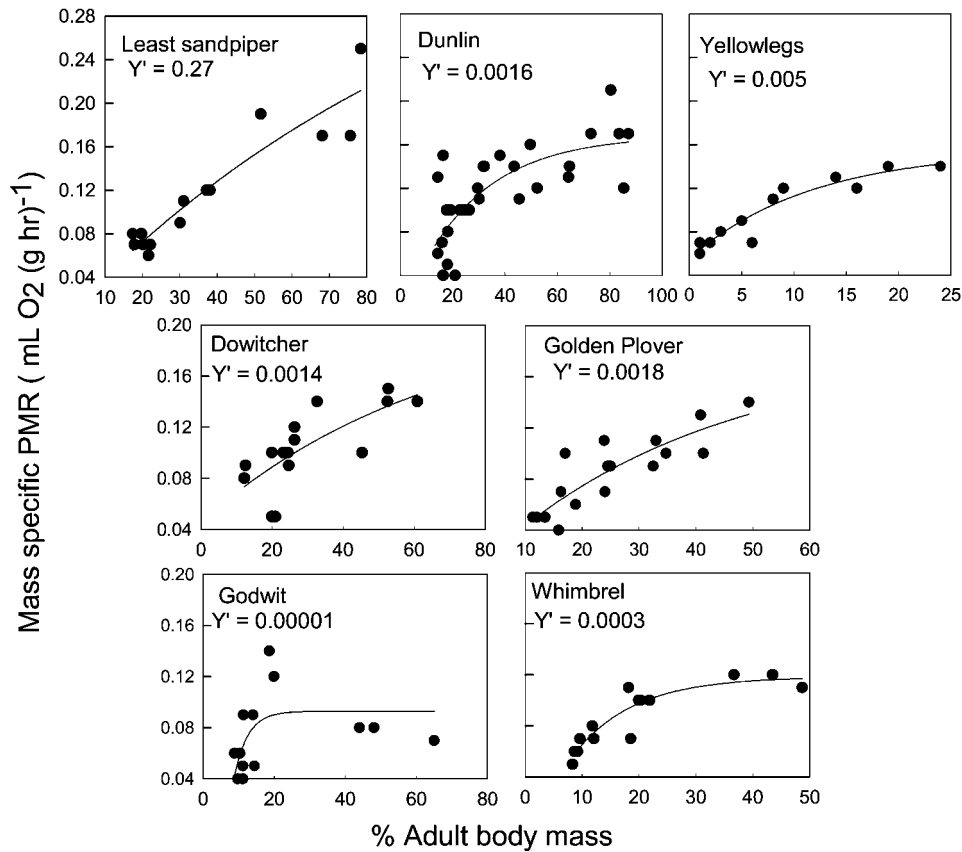 Mass specific PMR ( mL O2 (g hr)-1
0.28
0.24
0.20
0.16
0.12
0.08
0.04
Least sandpiper
Y' = 0.27
10 20 30 40 50 60 70 80
Dunlin
Y' = 0.0016
0 20 40 60 80 100
Yellowlegs
Y' = 0.005
0 5 10 15 20 25
0.20
0.16
0.12
0.08
0.04
Dowitcher
Y' = 0.0014
0 20 40 60 80
Golden Plover
Y' = 0.0018
10 20 30 40 50 60
0.20
0.16
0.12
0.08
0.04
Godwit
Y' = 0.00001
0 20 40 60 80
Whimbrel
Y' = 0.0003
10 20 30 40 50
% Adult body mass